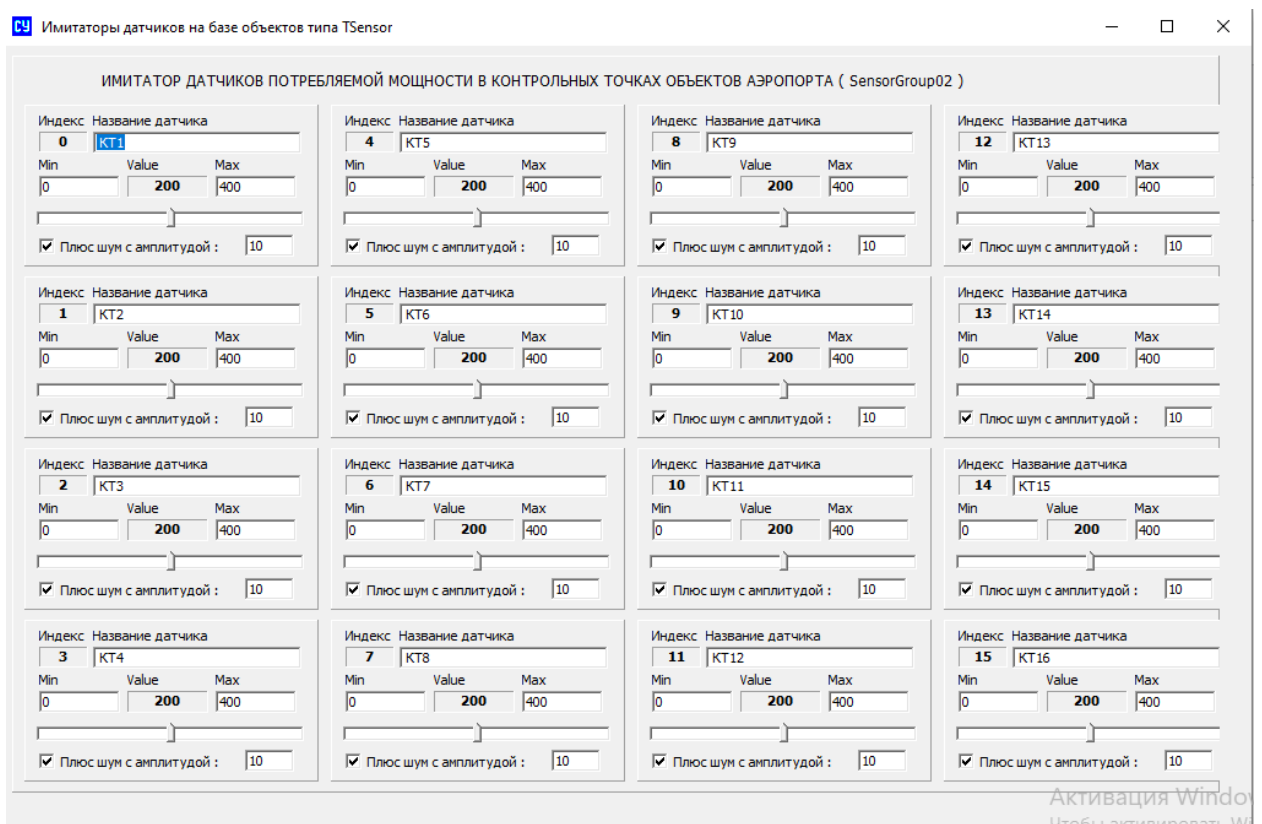 СУ Имитаторы датчиков на базе объектов типа TSensor
ИМИТАТОР ДАТЧИКОВ ПОТРЕБЛЯЕМОЙ МОЩНОСТИ В КОНТРОЛЬНЫХ ТОЧКАХ ОБЪЕКТОВ АЭРОПОРТА ( SensorGroup02 )
Индекс Название датчика Индекс Название датчика Индекс Название датчика Индекс Название датчика
0 КТ1 4 КТ5 8 КТ9 12 КТ13
Min Value Max Min Value Max Min Value Max Min Value Max
0 200 400 0 200 400 0 200 400 0 200 400
Плюс шум с амплитудой : 10 Плюс шум с амплитудой : 10 Плюс шум с амплитудой : 10 Плюс шум с амплитудой : 10
Индекс Название датчика Индекс Название датчика Индекс Название датчика Индекс Название датчика
1 КТ2 5 КТ6 9 КТ10 13 КТ14
Min Value Max Min Value Max Min Value Max Min Value Max
0 200 400 0 200 400 0 200 400 0 200 400
Плюс шум с амплитудой : 10 Плюс шум с амплитудой : 10 Плюс шум с амплитудой : 10 Плюс шум с амплитудой : 10
Индекс Название датчика Индекс Название датчика Индекс Название датчика Индекс Название датчика
2 КТ3 6 КТ7 10 КТ11 14 КТ15
Min Value Max Min Value Max Min Value Max Min Value Max
0 200 400 0 200 400 0 200 400 0 200 400
Плюс шум с амплитудой : 10 Плюс шум с амплитудой : 10 Плюс шум с амплитудой : 10 Плюс шум с амплитудой : 10
Индекс Название датчика Индекс Название датчика Индекс Название датчика Индекс Название датчика
3 КТ4 7 КТ8 11 КТ12 15 КТ16
Min Value Max Min Value Max Min Value Max Min Value Max
0 200 400 0 200 400 0 200 400 0 200 400
Плюс шум с амплитудой : 10 Плюс шум с амплитудой : 10 Плюс шум с амплитудой : 10 Плюс шум с амплитудой : 10
Активация Windo